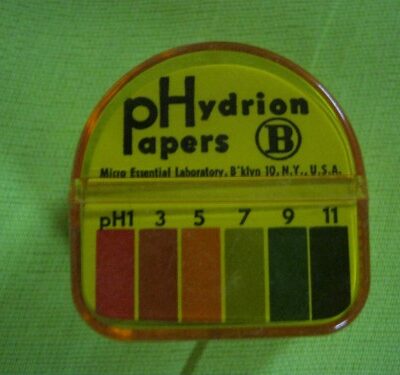 pHydrion
Papers B
Micro Essential Laboratory, B'klyn 10, N.Y., U.S.A.
pH1 3 5 7 9 11